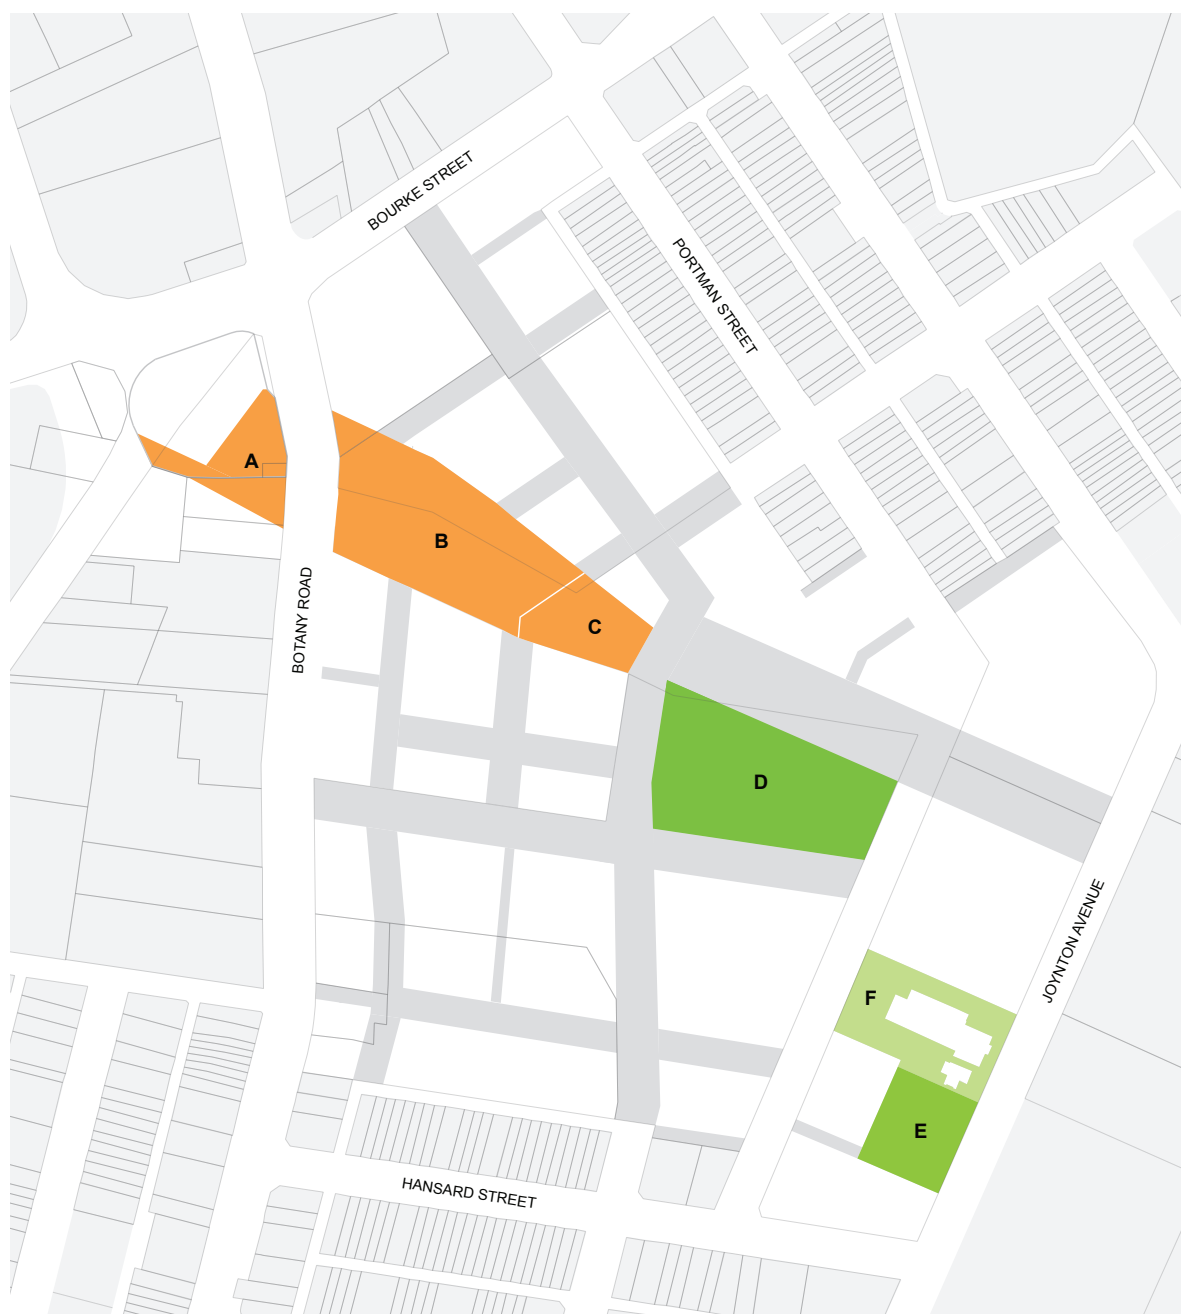 BOURKE STREET
PORTMAN STREET
A
B
BOTANY ROAD
C
D
JOYNTON AVENUE
F
E
HANSARD STREET